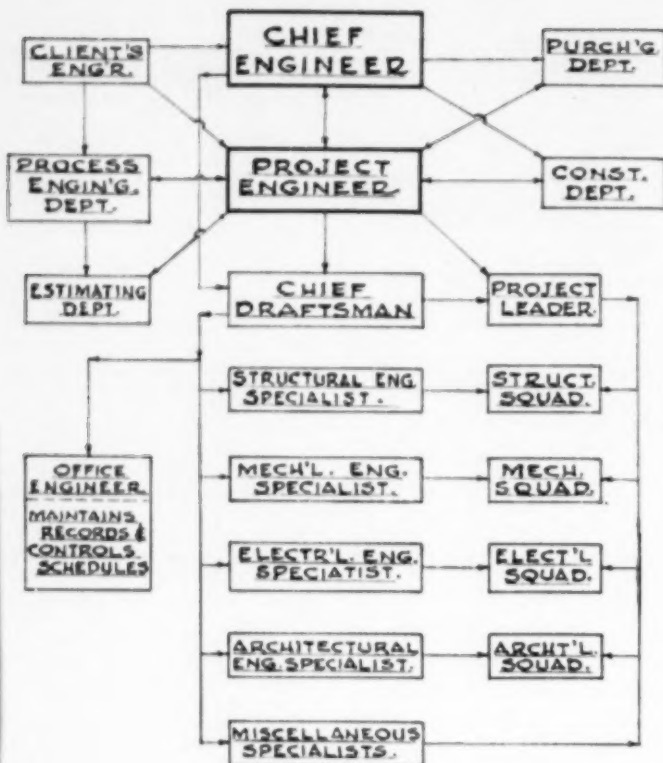 CLIENT'S
ENG'R.
CHIEF
ENGINEER
PURCH'G.
DEPT.
PROCESS
ENGIN'G.
DEPT.
PROJECT
ENGINEER.
CONST.
DEPT.
ESTIMATING
DEPT.
CHIEF
DRAFTSMAN
PROJECT
LEADER.
STRUCTURAL ENG.
SPECIALIST.
STRUCT.
SQUAD.
OFFICE
ENGINEER
MAINTAINS
RECORDS &
CONTROLS
SCHEDULES
MECH'L. ENG.
SPECIALIST.
MECH.
SQUAD.
ELECTR'L. ENG.
SPECIATIST.
ELECT'L
SQUAD.
ARCHITECTURAL
ENG. SPECIALIST.
ARCHT'L.
SQUAD.
MISCELLANEOUS
SPECIALISTS.